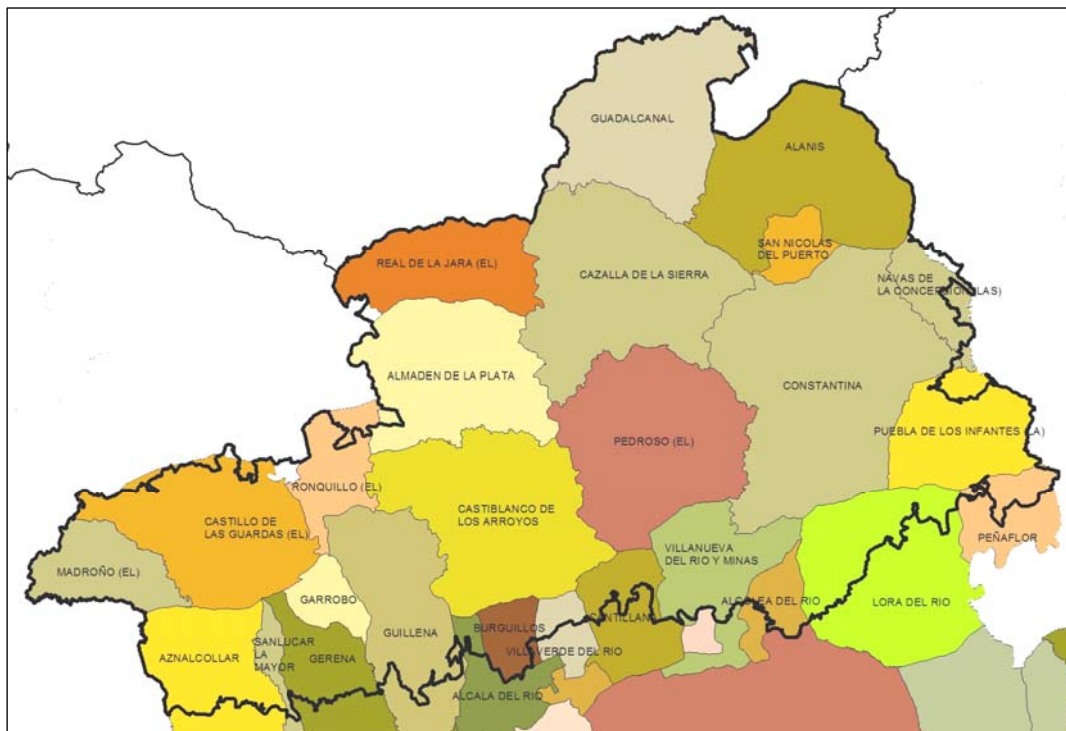 GUADALCANAL
ALANIS
SAN NICOLAS
DEL PUERTO
REAL DE LA JARA (EL)
CAZALLA DE LA SIERRA
NAVAS DE
LA CONCEPCION (LAS)
ALMADEN DE LA PLATA
CONSTANTINA
PEDROSO (EL)
PUEBLA DE LOS INFANTES (LA)
RONQUILLO (EL)
CASTILLO DE
LAS GUARDAS (EL)
CASTIBLANCO DE
LOS ARROYOS
PEÑAFLOR
VILLANUEVA
DEL RIO Y MINAS
MADROÑO (EL)
GARROBO
ALCOLEA DEL RIO
LORA DEL RIO
CANTILLANA
BURGUILLOS
GUILLENA
SANLUCAR
LA
MAYOR
VILLAVERDE DEL RIO
AZNALCOLLAR
GERENA
ALCALA DEL RIO